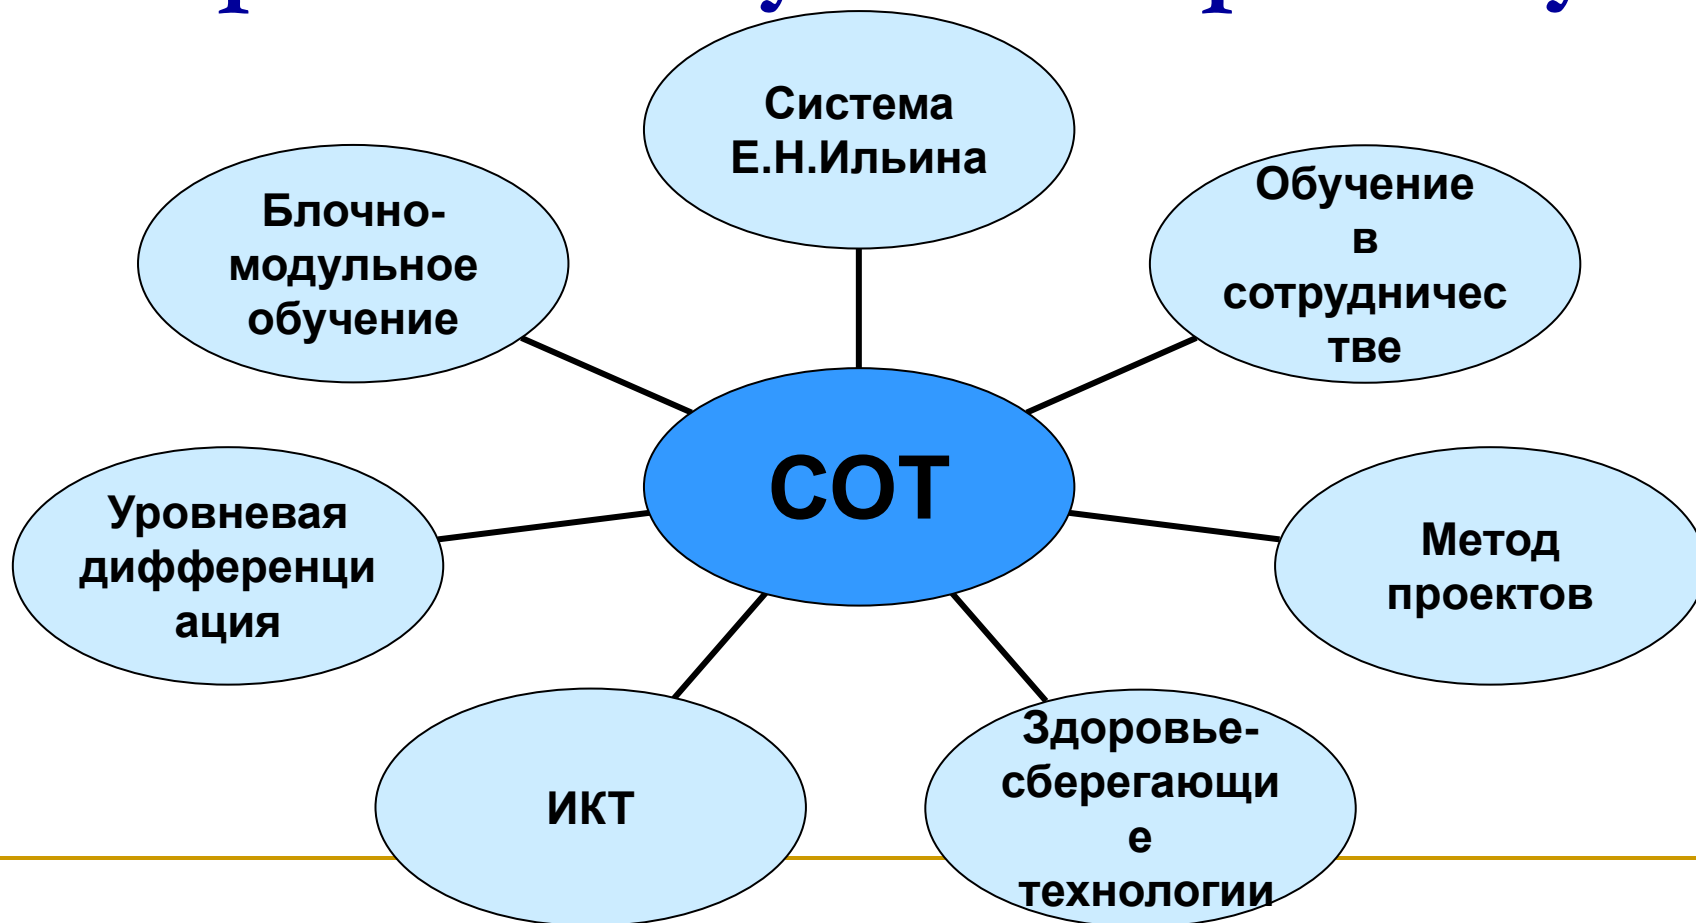 Система
Е.Н.Ильина
Обучение
в
сотрудничес
тве
Метод
проектов
Здоровье-
сберегающи
е
технологии
ИКТ
Уровневая
дифференци
ация
Блочно-
модульное
обучение
СОТ